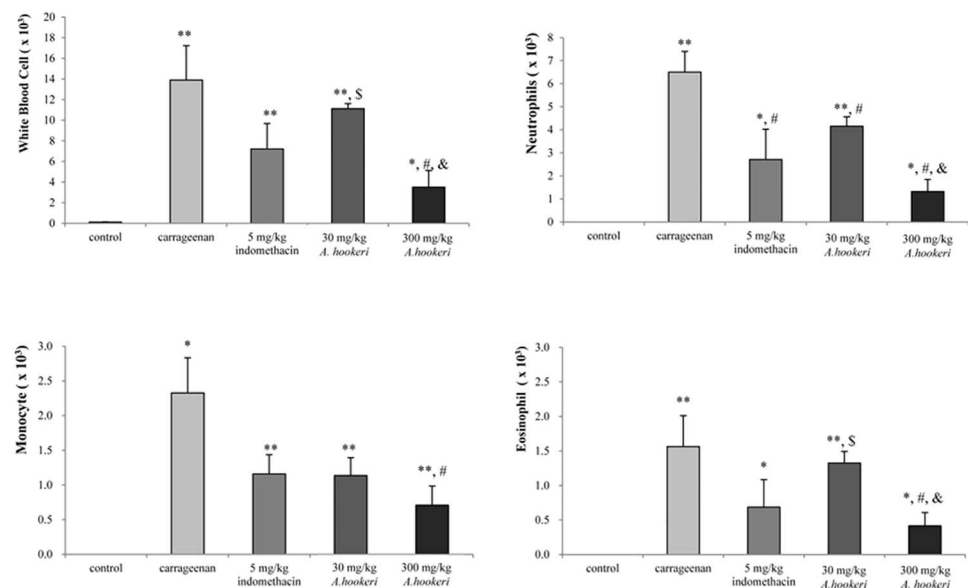 White Blood Cell ( x 10³)
20
18
16
14
12
10
8
6
4
2
0
**
**
**, $
*, #, &
control
carrageenan
5 mg/kg
indomethacin
30 mg/kg
A. hookeri
300 mg/kg
A.hookeri
Neutrophils ( x 10³)
8
7
6
5
4
3
2
1
0
**
*, #
**, #
*, #, &
control
carrageenan
5 mg/kg
indomethacin
30 mg/kg
A. hookeri
300 mg/kg
A.hookeri
Monocyte ( x 10³)
3.0
2.5
2.0
1.5
1.0
0.5
0.0
*
**
**
**, #
control
carrageenan
5 mg/kg
indomethacin
30 mg/kg
A.hookeri
300 mg/kg
A.hookeri
Eosinophil ( x 10³)
3.0
2.5
2.0
1.5
1.0
0.5
0.0
**
*
**, $
*, #, &
control
carrageenan
5 mg/kg
indomethacin
30 mg/kg
A.hookeri
300 mg/kg
A. hookeri